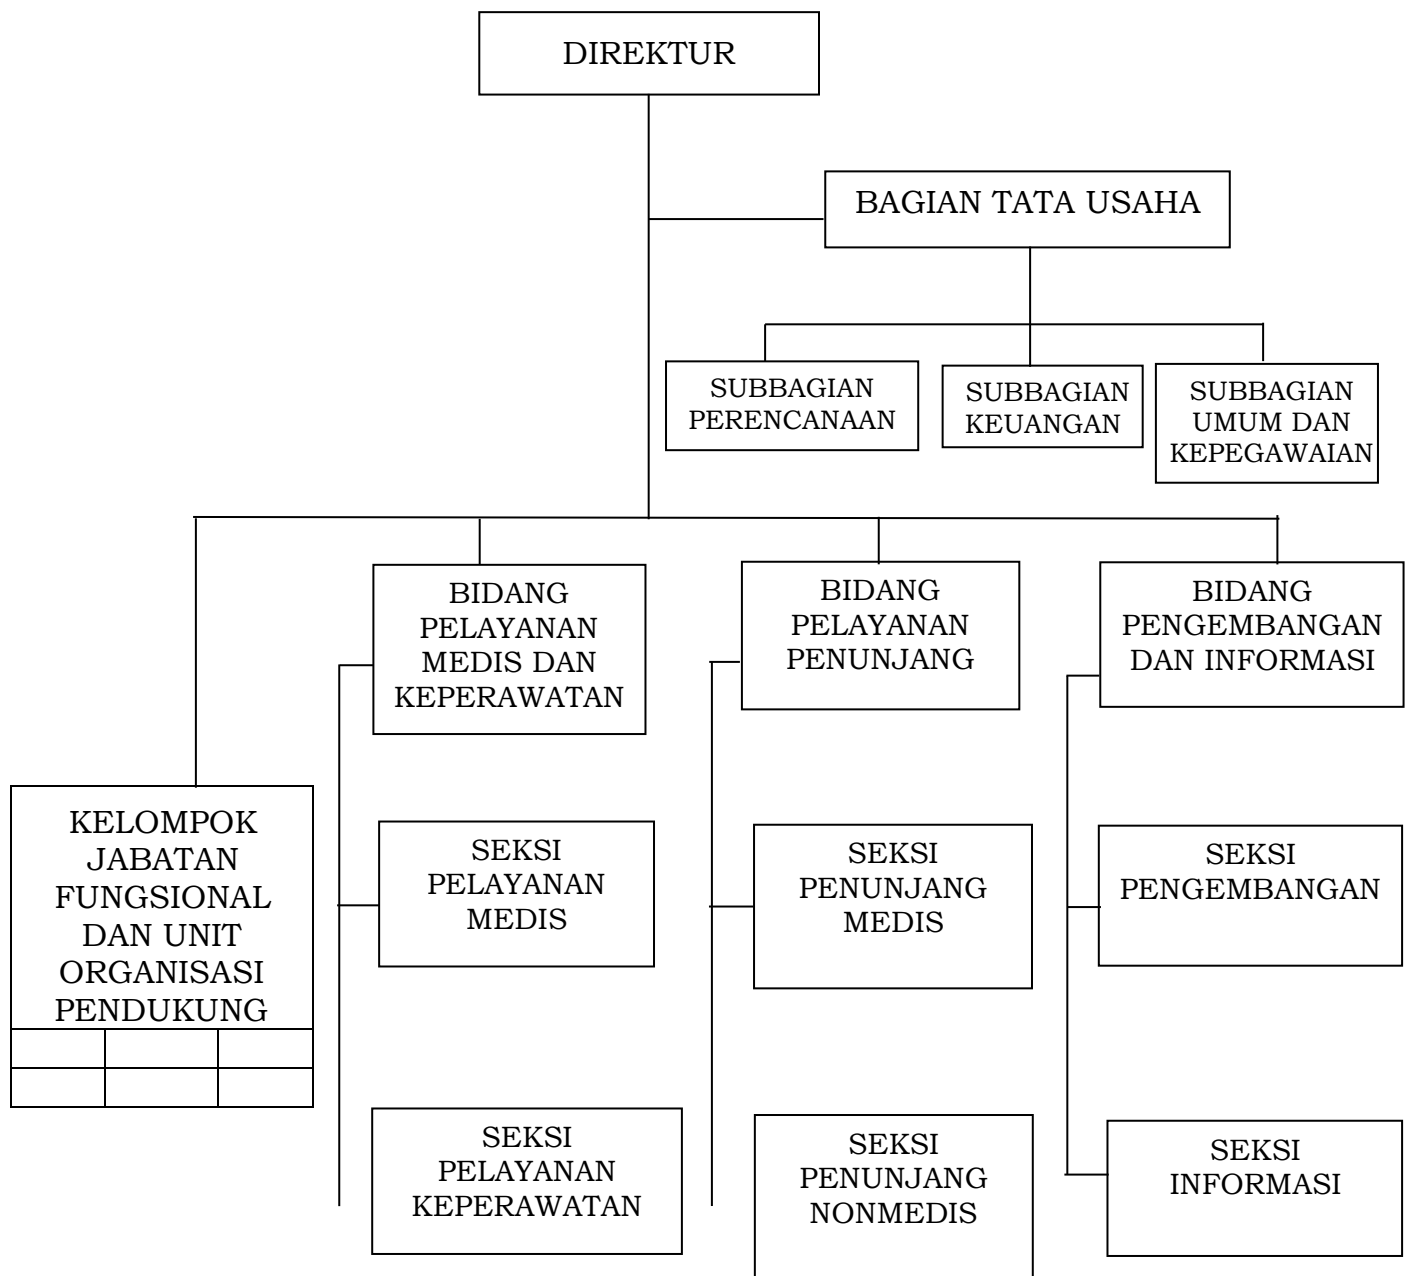 DIREKTUR
BAGIAN TATA USAHA
SUBBAGIAN
PERENCANAAN
SUBBAGIAN
KEUANGAN
SUBBAGIAN
UMUM DAN
KEPEGAWAIAN
BIDANG
PELAYANAN
MEDIS DAN
KEPERAWATAN
BIDANG
PELAYANAN
PENUNJANG
BIDANG
PENGEMBANGAN
DAN INFORMASI
KELOMPOK
JABATAN
FUNGSIONAL
DAN UNIT
ORGANISASI
PENDUKUNG
SEKSI
PELAYANAN
MEDIS
SEKSI
PENUNJANG
MEDIS
SEKSI
PENGEMBANGAN
SEKSI
PELAYANAN
KEPERAWATAN
SEKSI
PENUNJANG
NONMEDIS
SEKSI
INFORMASI